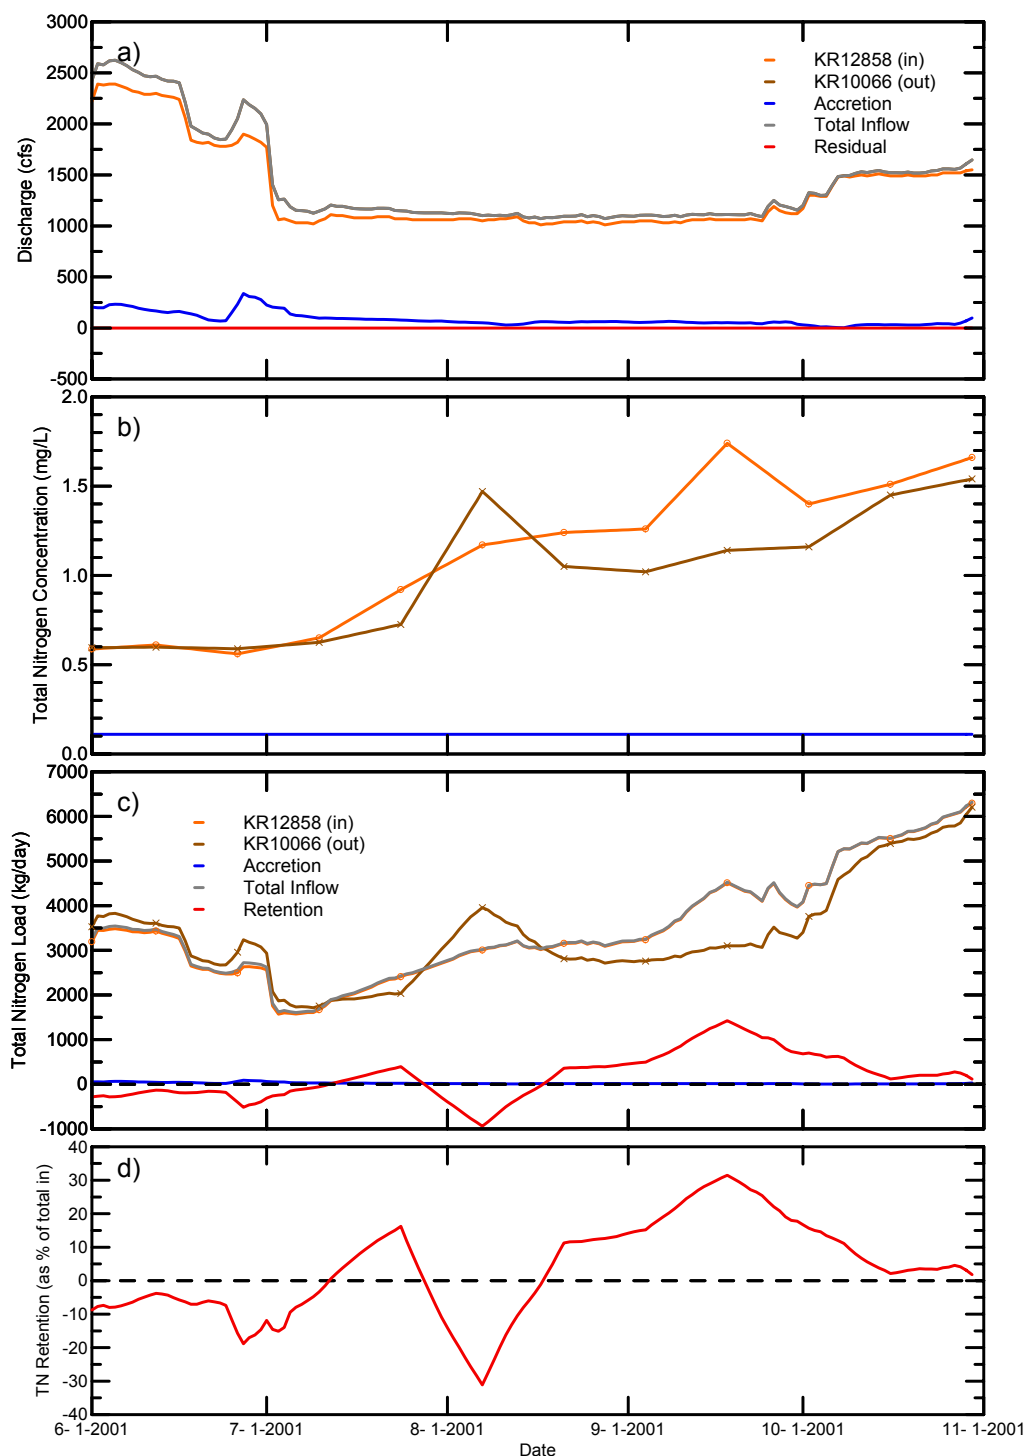 3000
2500
2000
1500
1000
500
0
-500
Discharge (cfs)
a)
KR12858 (in)
KR10066 (out)
Accretion
Total Inflow
Residual
2.0
1.5
1.0
0.5
0.0
Total Nitrogen Concentration (mg/L)
b)
7000
6000
5000
4000
3000
2000
1000
0
-1000
Total Nitrogen Load (kg/day)
c)
KR12858 (in)
KR10066 (out)
Accretion
Total Inflow
Retention
40
30
20
10
0
-10
-20
-30
-40
TN Retention (as % of total in)
d)
6- 1-2001 7- 1-2001 8- 1-2001 9- 1-2001 10- 1-2001 11- 1-2001
Date